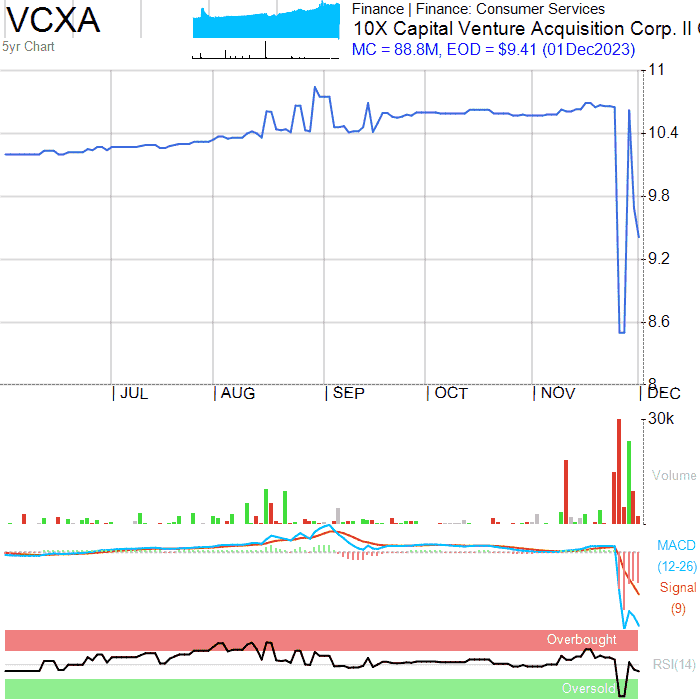 VCXA
5yr Chart
Finance | Finance: Consumer Services
10X Capital Venture Acquisition Corp. II
MC = 88.8M, EOD = $9.41 (01Dec2023)
11
10.4
9.8
9.2
8.6
8
JUL
AUG
SEP
OCT
NOV
DEC
30k
Volume
MACD
(12-26)
Signal
(9)
Overbought
RSI(14)
Oversold